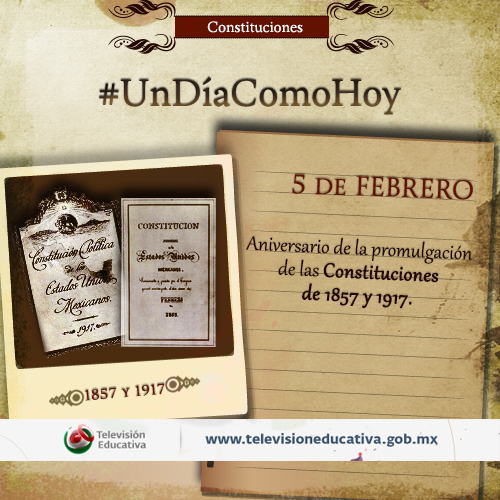 Constituciones
#UnDíaComoHoy
5 DE FEBRERO
Aniversario de la promulgación
de las Constituciones
de 1857 y 1917.
Constitución Política
de los
Estados Unidos
Mexicanos.
1917.
CONSTITUCION
Estados Unidos
MEXICANOS
FEBRERO
1857 Y 1917
Televisión
Educativa
www.televisioneducativa.gob.mx